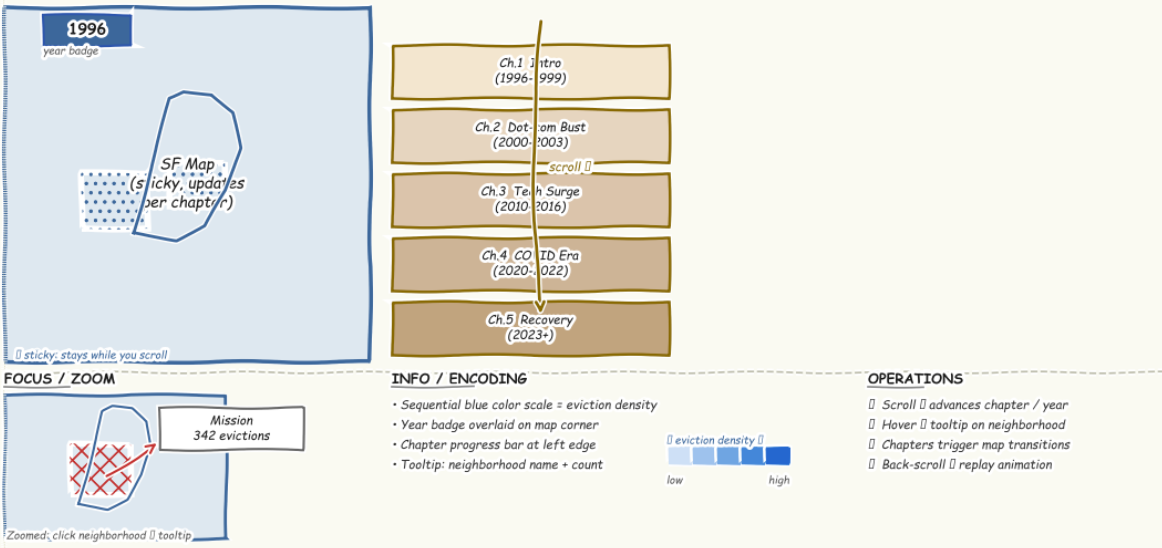 1996
year badge
SF Map
(sticky, updates
per chapter)
sticky: stays while you scroll
Ch.1 Intro
(1996-1999)
Ch.2 Dot-com Bust
(2000-2003)
scroll
Ch.3 Tech Surge
(2010-2016)
Ch.4 COVID Era
(2020-2022)
Ch.5 Recovery
(2023+)
FOCUS / ZOOM
Mission
342 evictions
Zoomed: click neighborhood ▯ tooltip
INFO / ENCODING
• Sequential blue color scale = eviction density
• Year badge overlaid on map corner
• Chapter progress bar at left edge
• Tooltip: neighborhood name + count
eviction density
low
high
OPERATIONS
▯ Scroll ▯ advances chapter / year
▯ Hover ▯ tooltip on neighborhood
▯ Chapters trigger map transitions
▯ Back-scroll ▯ replay animation